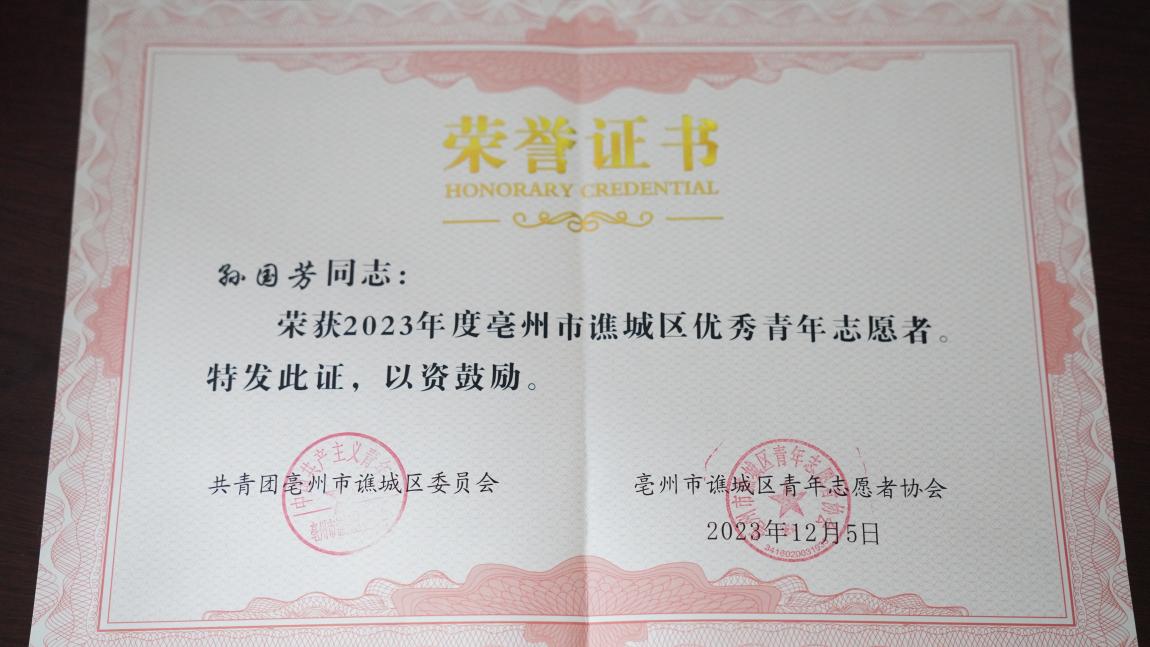 荣誉证书
HONORARY CREDENTIAL
孙国芳同志：
荣获2023年度亳州市谯城区优秀青年志愿者。
特发此证，以资鼓励。
共青团亳州市谯城区委员会
亳州市谯城区青年志愿者协会
2023年12月5日